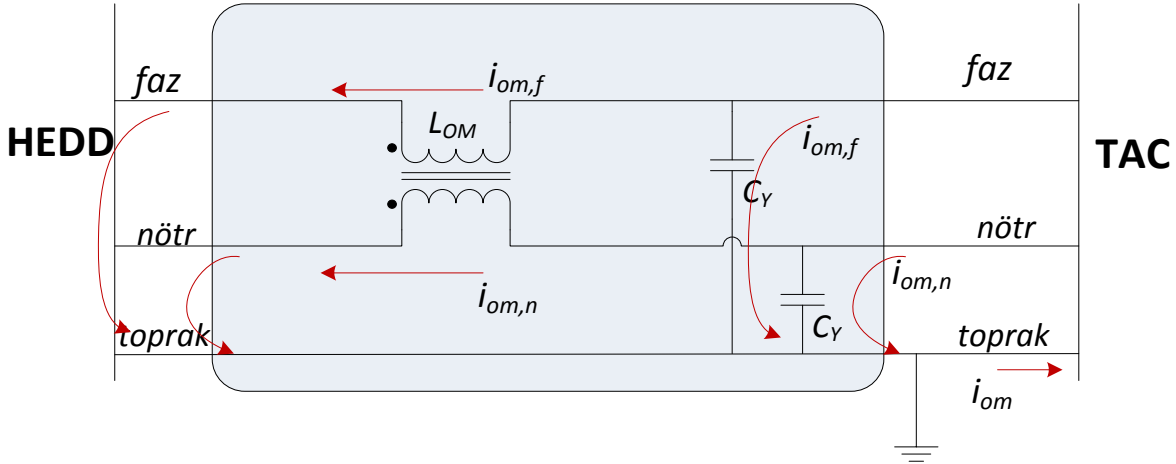 faz
i_om,f
faz
HEDD
L_OM
i_om,f
TAC
C_Y
nötr
nötr
i_om,n
i_om,n
C_Y
toprak
toprak
i_om